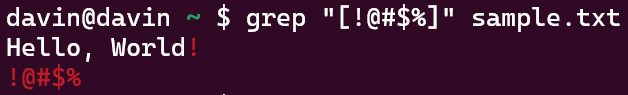 davin@davin ~ $ grep "[!@#$%]" sample.txt
Hello, World!
!@#$%